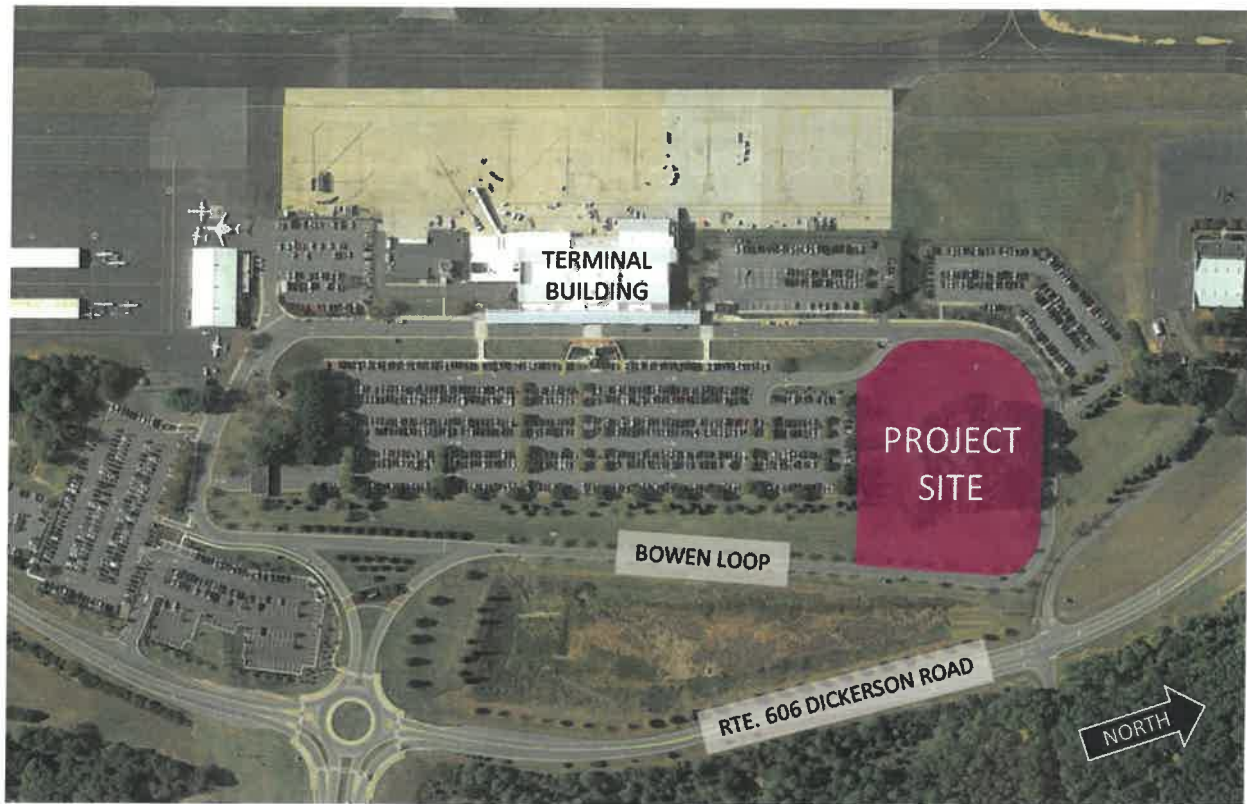 TERMINAL
BUILDING
PROJECT
SITE
BOWEN LOOP
RTE. 606 DICKERSON ROAD
NORTH